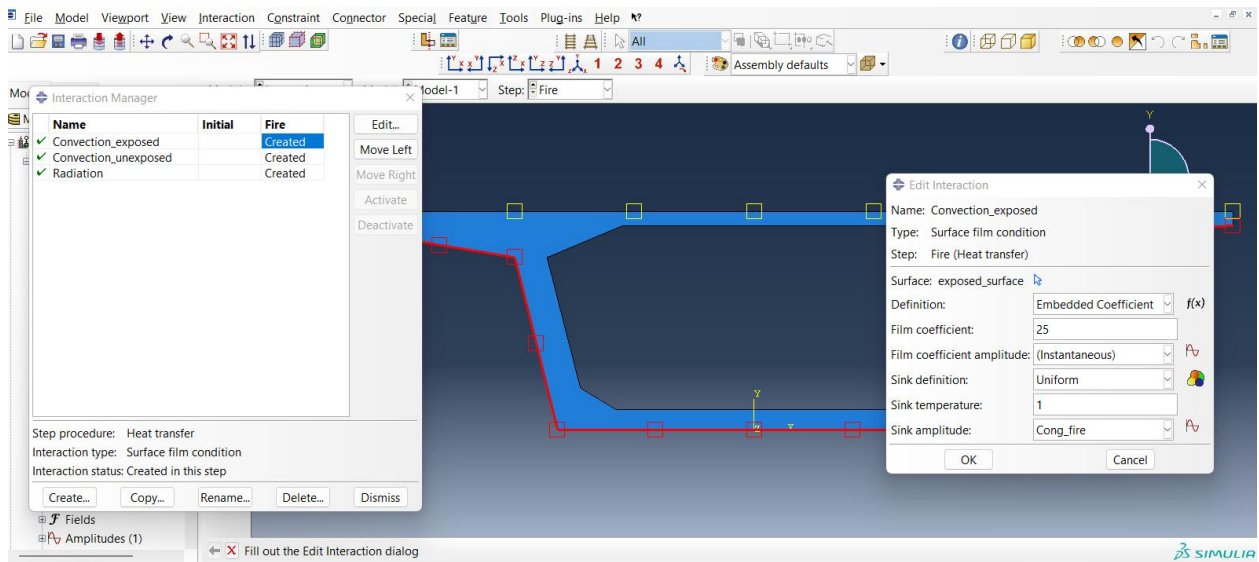 File Model Viewport View Interaction Constraint Connector Special Feature Tools Plug-ins Help
All
1 2 3 4 Assembly defaults
Model-1 Step: Fire
Interaction Manager
Name Initial Fire
Convection_exposed Created
Convection_unexposed Created
Radiation Created
Edit...
Move Left
Move Right
Activate
Deactivate
Step procedure: Heat transfer
Interaction type: Surface film condition
Interaction status: Created in this step
Create... Copy... Rename... Delete... Dismiss
Fields
Amplitudes (1)
Y
Y
Edit Interaction
Name: Convection_exposed
Type: Surface film condition
Step: Fire (Heat transfer)
Surface: exposed_surface
Definition: Embedded Coefficient f(x)
Film coefficient: 25
Film coefficient amplitude: (Instantaneous)
Sink definition: Uniform
Sink temperature: 1
Sink amplitude: Cong_fire
OK Cancel
Fill out the Edit Interaction dialog
SIMULIA